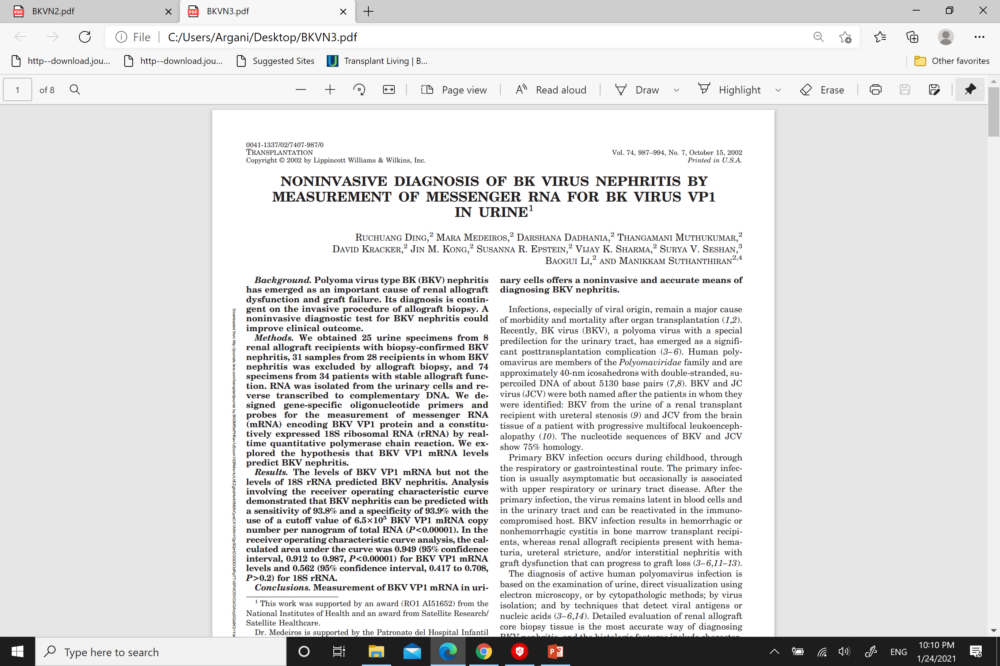 BKVN2.pdf
BKVN3.pdf
File
C:/Users/Argani/Desktop/BKVN3.pdf
http--download.jou...
http--download.jou...
Suggested Sites
Transplant Living | B...
Other favorites
1 of 8
Page view
Read aloud
Draw
Highlight
Erase
0041-1337/02/7407-987/0
TRANSPLANTATION
Copyright © 2002 by Lippincott Williams & Wilkins, Inc.
Vol. 74, 987–994, No. 7, October 15, 2002
Printed in U.S.A.
NONINVASIVE DIAGNOSIS OF BK VIRUS NEPHRITIS BY
MEASUREMENT OF MESSENGER RNA FOR BK VIRUS VP1
IN URINE¹
RUCHUANG DING,² MARA MEDEIROS,² DARSHANA DADHANIA,² THANGAMANI MUTHUKUMAR,²
DAVID KRACKER,² JIN M. KONG,² SUSANNA R. EPSTEIN,² VIJAY K. SHARMA,² SURYA V. SESHAN,³
BAOGUI LI,² AND MANIKKAM SUTHANTHIRAN²,⁴
Background. Polyoma virus type BK (BKV) nephritis
has emerged as an important cause of renal allograft
dysfunction and graft failure. Its diagnosis is contin-
gent on the invasive procedure of allograft biopsy. A
noninvasive diagnostic test for BKV nephritis could
improve clinical outcome.
Methods. We obtained 25 urine specimens from 8
renal allograft recipients with biopsy-confirmed BKV
nephritis, 31 samples from 28 recipients in whom BKV
nephritis was excluded by allograft biopsy, and 74
specimens from 34 patients with stable allograft func-
tion. RNA was isolated from the urinary cells and re-
verse transcribed to complementary DNA. We de-
signed gene-specific oligonucleotide primers and
probes for the measurement of messenger RNA
(mRNA) encoding BKV VP1 protein and a constitu-
tively expressed 18S ribosomal RNA (rRNA) by real-
time quantitative polymerase chain reaction. We ex-
plored the hypothesis that BKV VP1 mRNA levels
predict BKV nephritis.
Results. The levels of BKV VP1 mRNA but not the
levels of 18S rRNA predicted BKV nephritis. Analysis
involving the receiver operating characteristic curve
demonstrated that BKV nephritis can be predicted with
a sensitivity of 93.8% and a specificity of 93.9% with the
use of a cutoff value of 6.5×10⁵ BKV VP1 mRNA copy
number per nanogram of total RNA (P<0.00001). In the
receiver operating characteristic curve analysis, the cal-
culated area under the curve was 0.949 (95% confidence
interval, 0.912 to 0.987, P<0.00001) for BKV VP1 mRNA
levels and 0.562 (95% confidence interval, 0.417 to 0.708,
P>0.2) for 18S rRNA.
Conclusions. Measurement of BKV VP1 mRNA in uri-
¹ This work was supported by an award (RO1 AI51652) from the
National Institutes of Health and an award from Satellite Research/
Satellite Healthcare.
Dr. Medeiros is supported by the Patronato del Hospital Infantil
nary cells offers a noninvasive and accurate means of
diagnosing BKV nephritis.
Infections, especially of viral origin, remain a major cause
of morbidity and mortality after organ transplantation (1,2).
Recently, BK virus (BKV), a polyoma virus with a special
predilection for the urinary tract, has emerged as a signifi-
cant posttransplantation complication (3–6). Human poly-
omavirus are members of the Polyomaviridae family and are
approximately 40-nm icosahedrons with double-stranded, su-
percoiled DNA of about 5130 base pairs (7,8). BKV and JC
virus (JCV) were both named after the patients in whom they
were identified: BKV from the urine of a renal transplant
recipient with ureteral stenosis (9) and JCV from the brain
tissue of a patient with progressive multifocal leukoenceph-
alopathy (10). The nucleotide sequences of BKV and JCV
show 75% homology.
Primary BKV infection occurs during childhood, through
the respiratory or gastrointestinal route. The primary infec-
tion is usually asymptomatic but occasionally is associated
with upper respiratory or urinary tract disease. After the
primary infection, the virus remains latent in blood cells and
in the urinary tract and can be reactivated in the immuno-
compromised host. BKV infection results in hemorrhagic or
nonhemorrhagic cystitis in bone marrow transplant recipi-
ents, whereas renal allograft recipients present with hema-
turia, ureteral stricture, and/or interstitial nephritis with
graft dysfunction that can progress to graft loss (3–6,11–13).
The diagnosis of active human polyomavirus infection is
based on the examination of urine, direct visualization using
electron microscopy, or by cytopathologic methods; by virus
isolation; and by techniques that detect viral antigens or
nucleic acids (3–6,14). Detailed evaluation of renal allograft
core biopsy tissue is the most accurate way of diagnosing
Downloaded from http://journals.lww.com/transplantjournal by
Type here to search
ENG
10:10 PM
1/24/2021